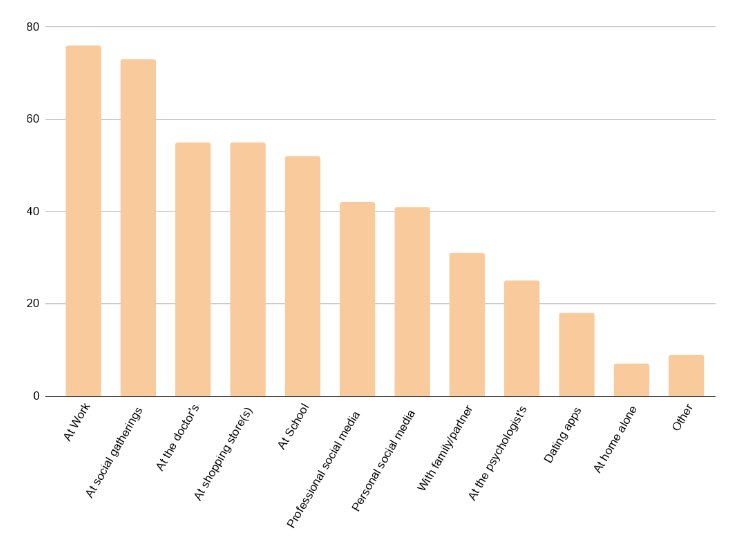 80
60
40
20
0
At Work
At social gatherings
At the doctor's
At shopping store(s)
At School
Professional social media
Personal social media
With family/partner
At the psychologist's
Dating apps
At home alone
Other